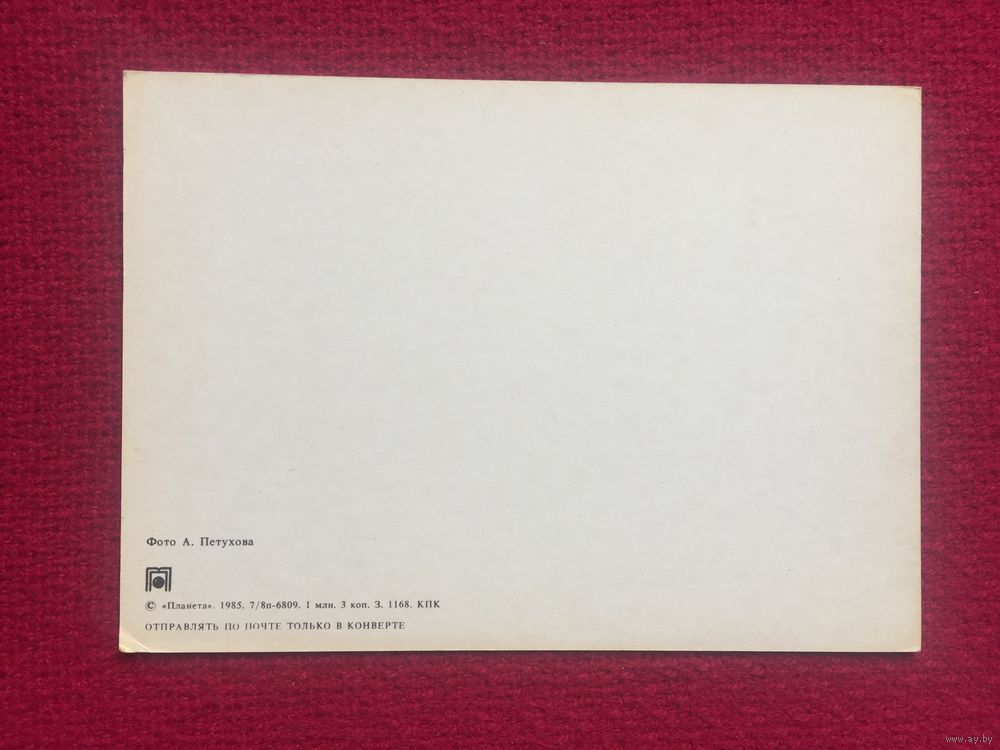 Фото А. Петухова
© «Планета». 1985. 7/8п-6809. 1 млн. 3 коп. З. 1168. КПК
ОТПРАВЛЯТЬ ПО ПОЧТЕ ТОЛЬКО В КОНВЕРТЕ
www.ay.by